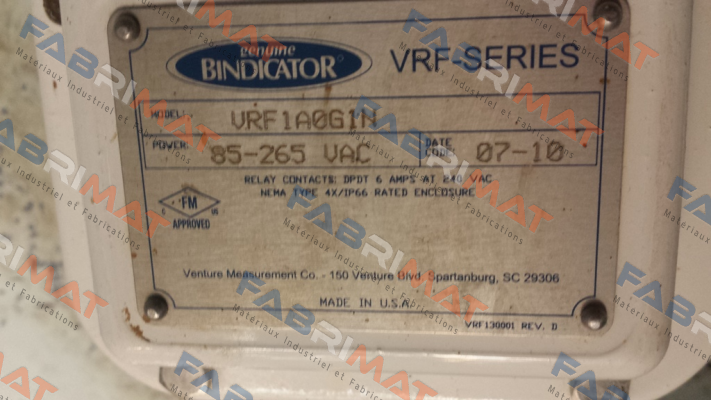 genuine
BINDICATOR
VRF-SERIES
MODEL: VRF1A0G1N
POWER: 85-265 VAC DATE CODE: 07-10
RELAY CONTACTS: DPDT 6 AMPS AT 240 VAC
NEMA TYPE 4X/IP66 RATED ENCLOSURE
C FM US
APPROVED
Venture Measurement Co. - 150 Venture Blvd. Spartanburg, SC 29306
MADE IN U.S.A.
VRF130001 REV. D
FABRIMAT
Materiaux Industriel et Fabrications